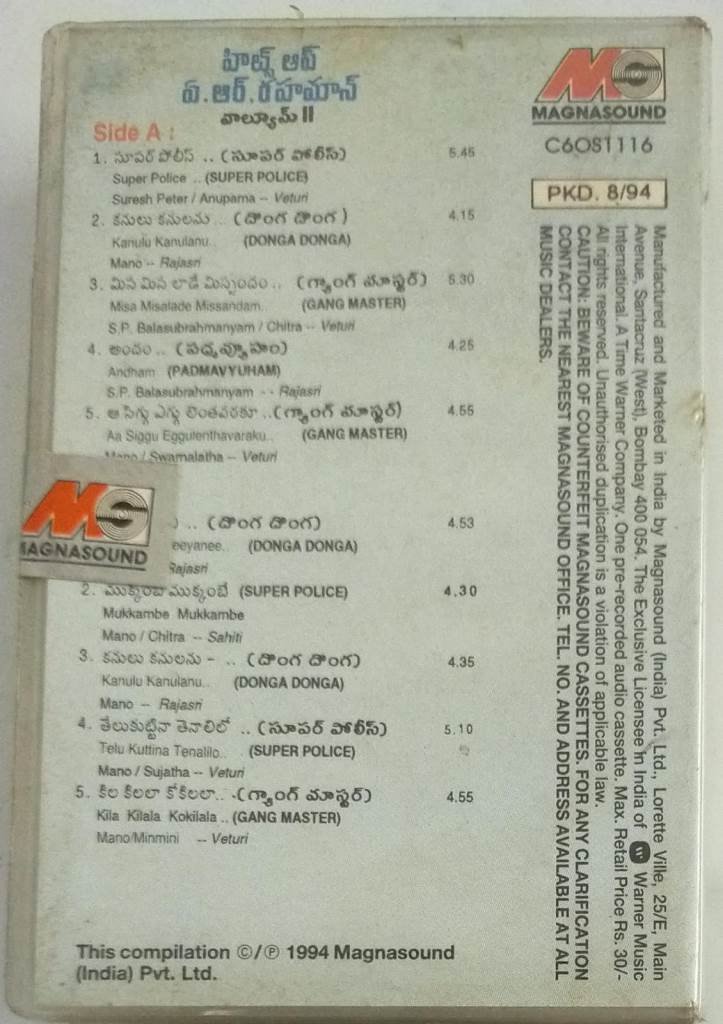 హిట్స్ ఆఫ్
ఏ.ఆర్.రహమాన్
వాల్యూమ్ II
Side A :
1. సూపర్ పోలీస్ .. (సూపర్ పోలీస్) 5.45
Super Police .. (SUPER POLICE)
Suresh Peter / Anupama -- Veturi
2. కనులు కనులను... (దొంగ దొంగ) 4.15
Kanulu Kanulanu.. (DONGA DONGA)
Mano -- Rajasri
3. మిస మిస లాడే మిస్సందం.. (గ్యాంగ్ మాస్టర్) 5.30
Misa Misalade Missandam.. (GANG MASTER)
S.P. Balasubrahmanyam / Chitra -- Veturi
4. అందం.. (పద్మవ్యూహం) 4.25
Andham (PADMAVYUHAM)
S.P. Balasubrahmanyam -- Rajasri
5. ఆ సిగ్గు ఎగ్గు లెంతవరకూ ..(గ్యాంగ్ మాస్టర్) 4.55
Aa Siggu Eggulenthavaraku.. (GANG MASTER)
Mano / Swarnalatha -- Veturi
.. (దొంగ దొంగ) 4.53
eeyanee.. (DONGA DONGA)
Rajasri
2. ముక్కంబె ముక్కంబే (SUPER POLICE) 4.30
Mukkambe Mukkambe
Mano / Chitra -- Sahiti
3. కనులు కనులను - .. (దొంగ దొంగ) 4.35
Kanulu Kanulanu.. (DONGA DONGA)
Mano -- Rajasri
4. తేలుకుట్టినా తెనాలిలో .. (సూపర్ పోలీస్) 5.10
Telu Kuttina Tenalilo.. (SUPER POLICE)
Mano / Sujatha -- Veturi
5. కిల కిలలా కోకిలలా.. -(గ్యాంగ్ మాస్టర్) 4.55
Kila Kilala Kokilala .. (GANG MASTER)
Mano/Minmini -- Veturi
This compilation ©/℗ 1994 Magnasound
(India) Pvt. Ltd.
MAGNASOUND
MAGNASOUND
C6OS1116
PKD. 8/94
Manufactured and Marketed in India by Magnasound (India) Pvt. Ltd., Lorette Ville, 25/E, Main
Avenue, Santacruz (West), Bombay 400 054. The Exclusive Licensee in India of Warner Music
International. A Time Warner Company. One pre-recorded audio cassette. Max. Retail Price Rs. 30/-
All rights reserved. Unauthorised duplication is a violation of applicable law.
CAUTION: BEWARE OF COUNTERFEIT MAGNASOUND CASSETTES. FOR ANY CLARIFICATION
CONTACT THE NEAREST MAGNASOUND OFFICE. TEL. NO. AND ADDRESS AVAILABLE AT ALL
MUSIC DEALERS.